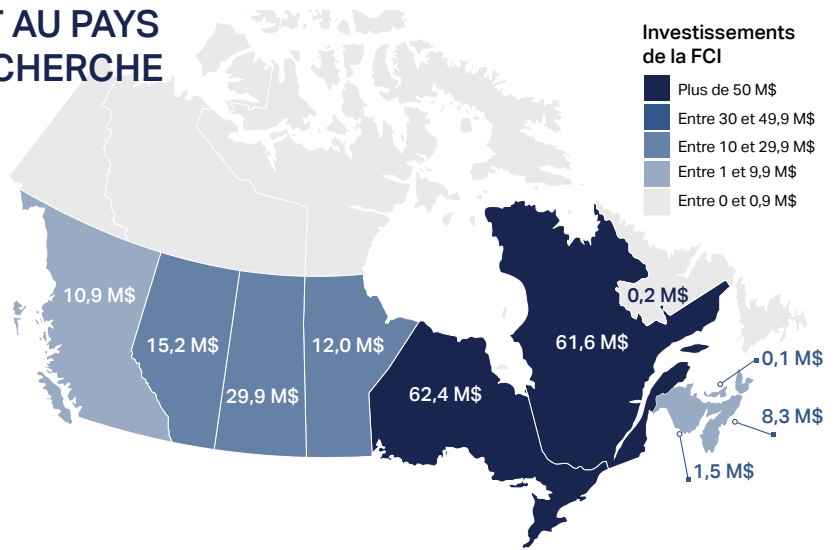 AU PAYS
CHERCHE
Investissements
de la FCI
Plus de 50 M$
Entre 30 et 49,9 M$
Entre 10 et 29,9 M$
Entre 1 et 9,9 M$
Entre 0 et 0,9 M$
10,9 M$
15,2 M$
29,9 M$
12,0 M$
62,4 M$
61,6 M$
0,2 M$
0,1 M$
8,3 M$
1,5 M$